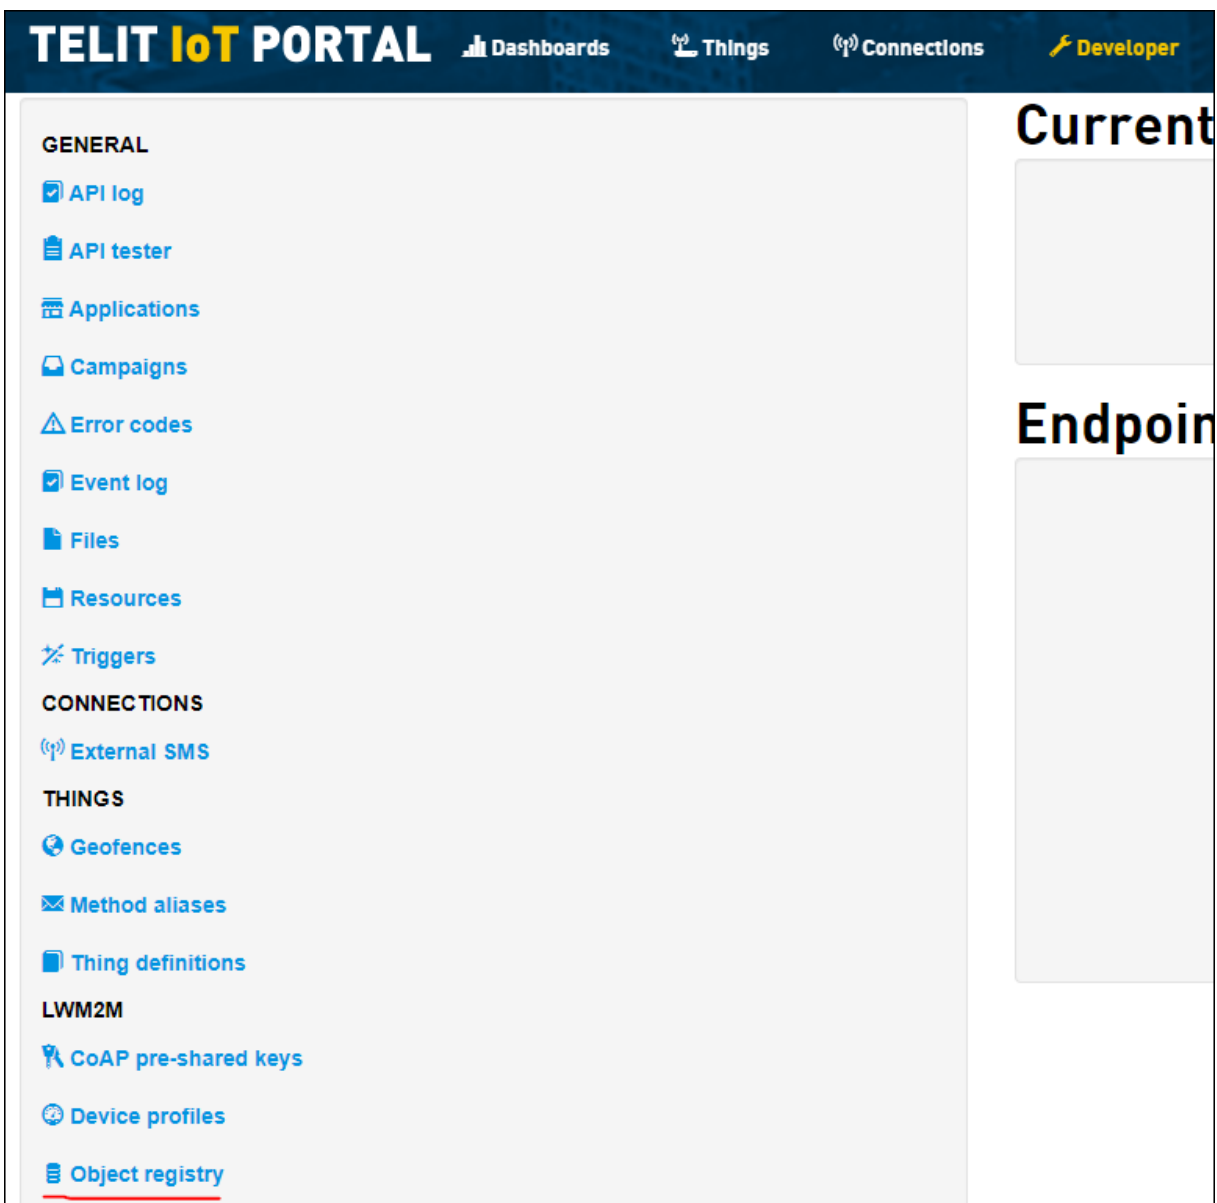 TELIT IoT PORTAL Dashboards Things Connections Developer
GENERAL
API log
API tester
Applications
Campaigns
Error codes
Event log
Files
Resources
Triggers
CONNECTIONS
External SMS
THINGS
Geofences
Method aliases
Thing definitions
LWM2M
CoAP pre-shared keys
Device profiles
Object registry
Current
Endpoin